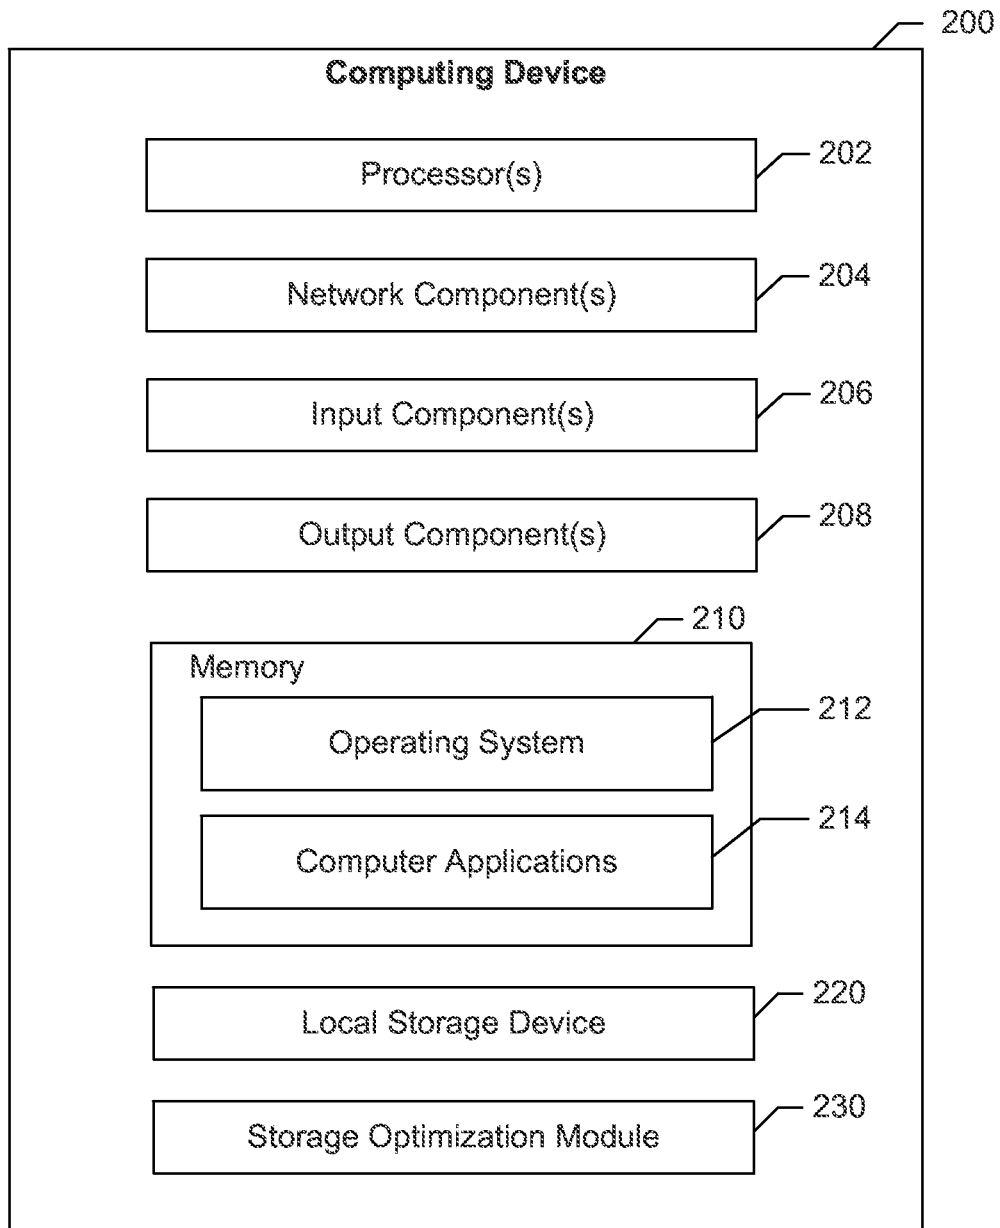 200
Computing Device
Processor(s)
202
Network Component(s)
204
Input Component(s)
206
Output Component(s)
208
210
Memory
Operating System
212
Computer Applications
214
Local Storage Device
220
Storage Optimization Module
230